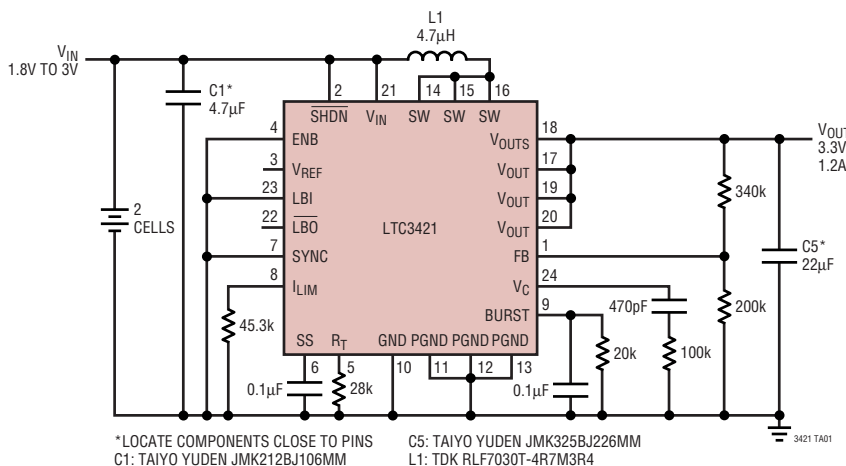 L1
4.7µH
VIN
1.8V TO 3V
C1*
4.7µF
2 21 14 15 16
SHDN VIN SW SW SW
4 ENB
3 VREF
23 LBI
22 LBO
7 SYNC
8 ILIM
2
CELLS
LTC3421
VOUTS 18
VOUT 17
VOUT 19
VOUT 20
FB 1
VC 24
BURST 9
VOUT
3.3V
1.2A
340k
C5*
22µF
200k
470pF
100k
20k
45.3k
SS RT GND PGND PGND PGND
6 5 10 11 12 13
0.1µF
28k
0.1µF
3421 TA01
*LOCATE COMPONENTS CLOSE TO PINS
C1: TAIYO YUDEN JMK212BJ106MM
C5: TAIYO YUDEN JMK325BJ226MM
L1: TDK RLF7030T-4R7M3R4